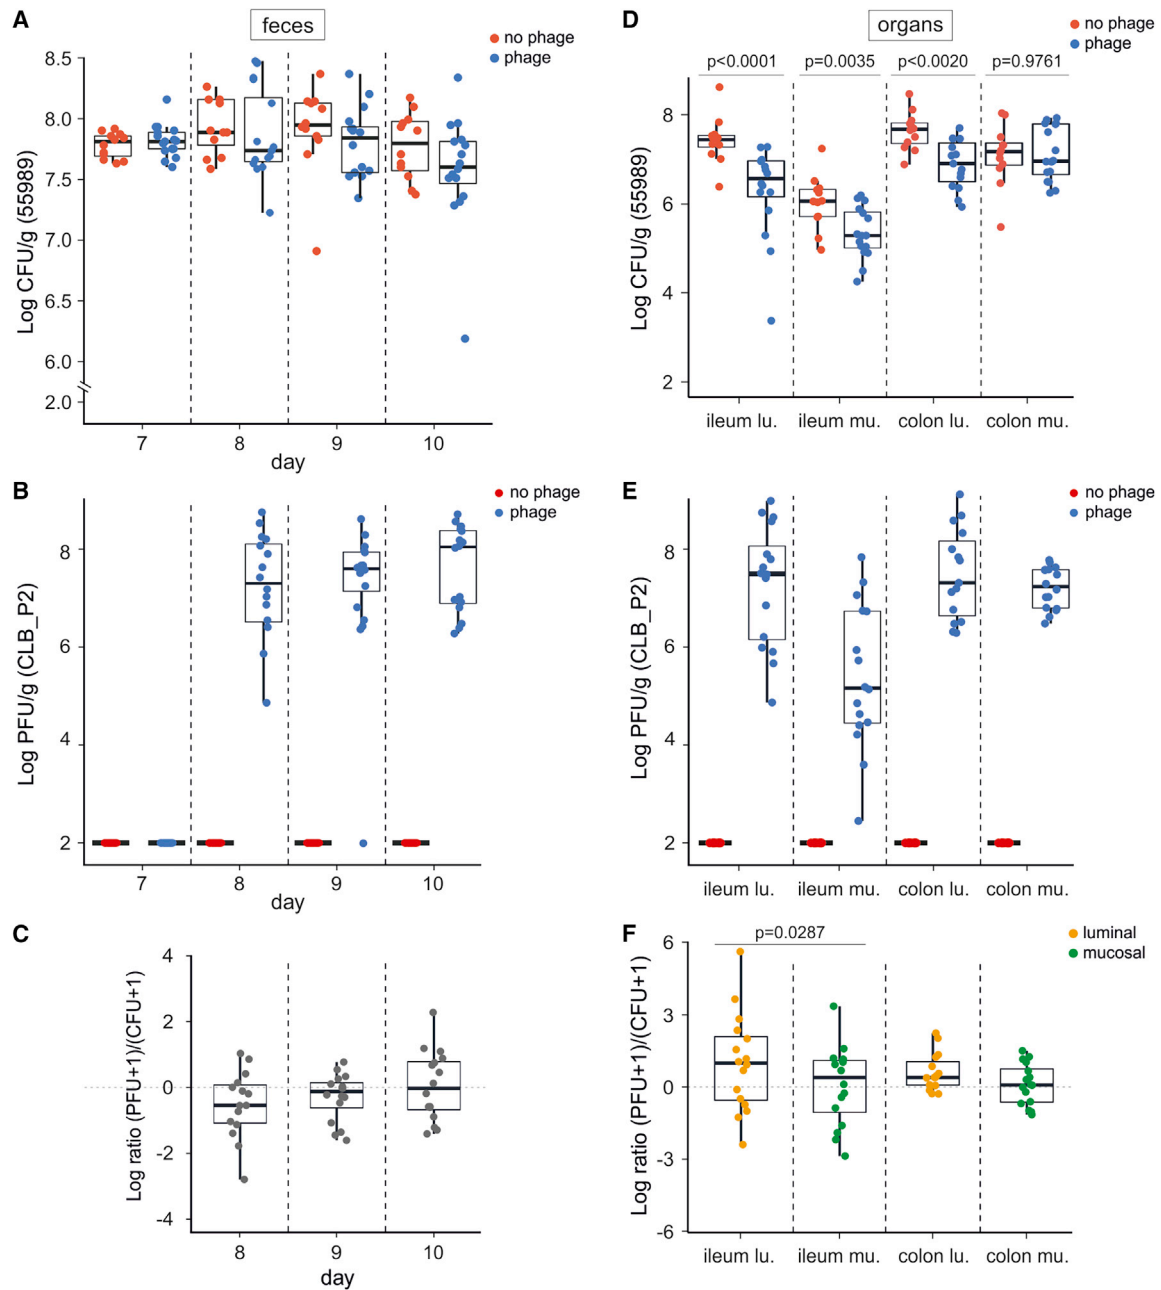 A
feces
no phage
phage
8.5
8.0
7.5
7.0
6.5
6.0
2.0
Log CFU/g (55989)
7
8
9
10
day
D
organs
no phage
phage
p<0.0001
p=0.0035
p<0.0020
p=0.9761
8
6
4
2
Log CFU/g (55989)
ileum lu.
ileum mu.
colon lu.
colon mu.
B
no phage
phage
8
6
4
2
Log PFU/g (CLB_P2)
7
8
9
10
day
E
no phage
phage
8
6
4
2
Log PFU/g (CLB_P2)
ileum lu.
ileum mu.
colon lu.
colon mu.
C
4
2
0
-2
-4
Log ratio (PFU+1)/(CFU+1)
8
9
10
day
F
luminal
mucosal
p=0.0287
6
3
0
-3
-6
Log ratio (PFU+1)/(CFU+1)
ileum lu.
ileum mu.
colon lu.
colon mu.